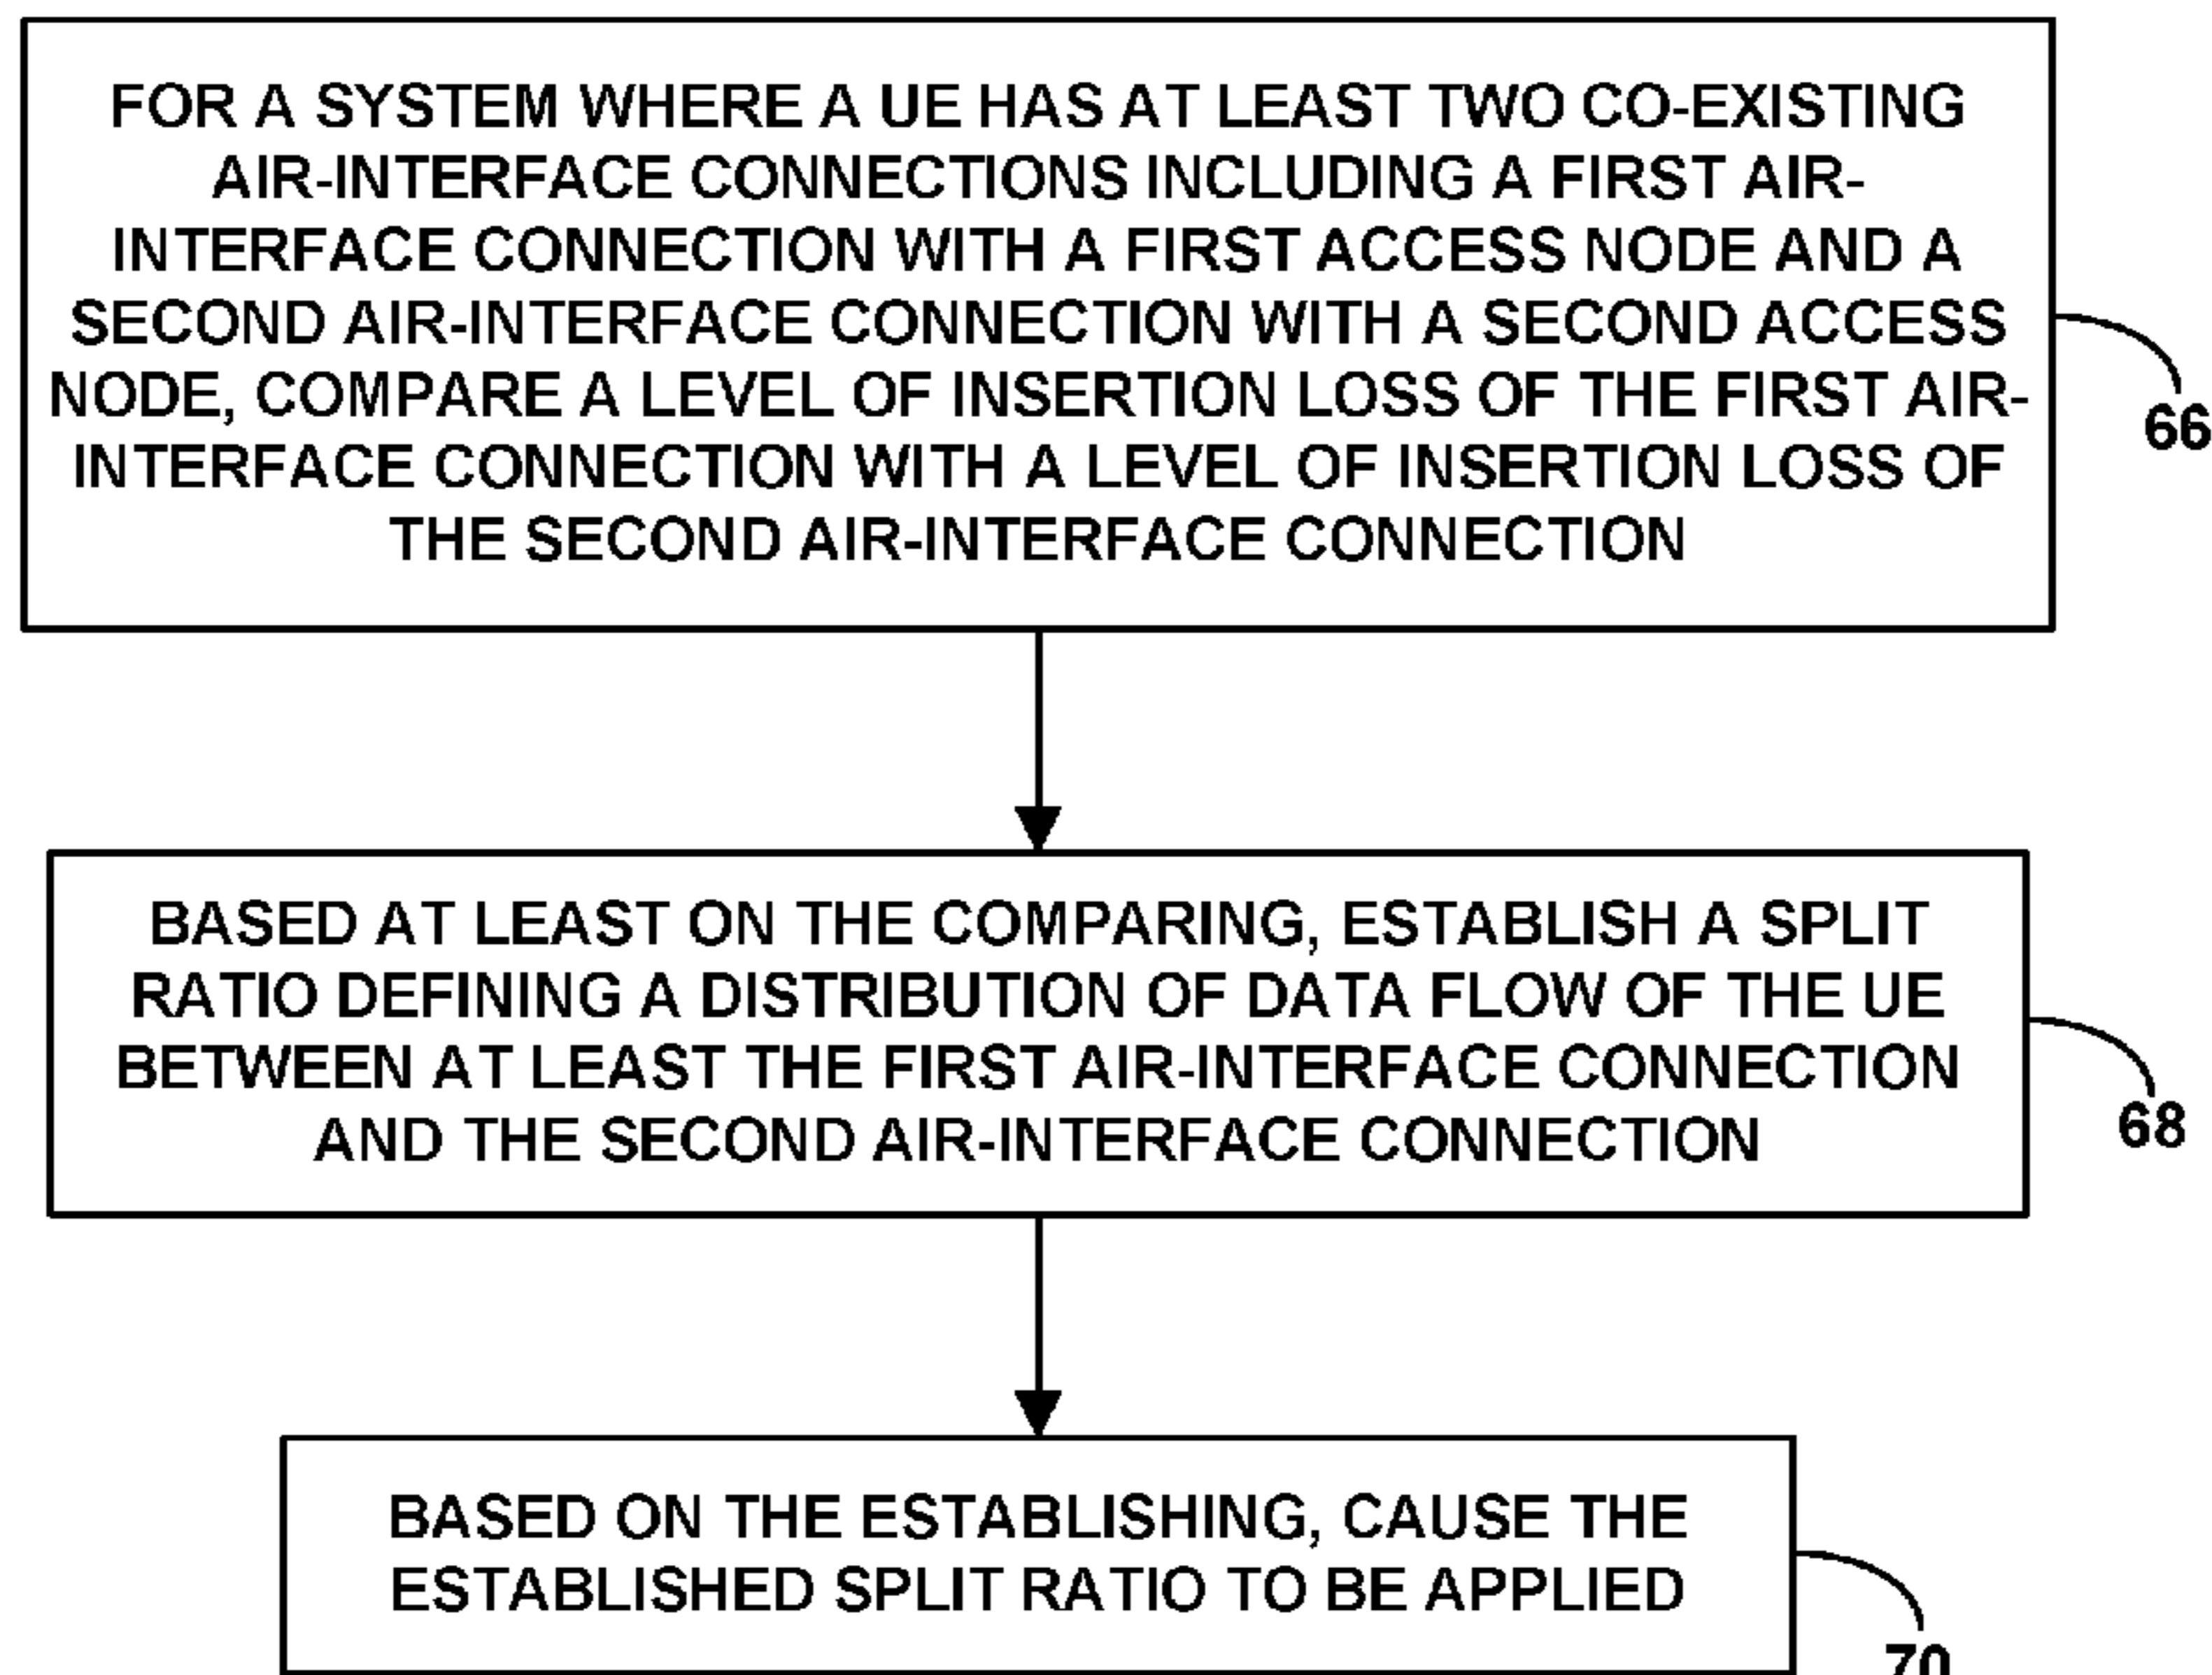 FOR A SYSTEM WHERE A UE HAS AT LEAST TWO CO-EXISTING
AIR-INTERFACE CONNECTIONS INCLUDING A FIRST AIR-
INTERFACE CONNECTION WITH A FIRST ACCESS NODE AND A
SECOND AIR-INTERFACE CONNECTION WITH A SECOND ACCESS
NODE, COMPARE A LEVEL OF INSERTION LOSS OF THE FIRST AIR-
INTERFACE CONNECTION WITH A LEVEL OF INSERTION LOSS OF
THE SECOND AIR-INTERFACE CONNECTION
66
BASED AT LEAST ON THE COMPARING, ESTABLISH A SPLIT
RATIO DEFINING A DISTRIBUTION OF DATA FLOW OF THE UE
BETWEEN AT LEAST THE FIRST AIR-INTERFACE CONNECTION
AND THE SECOND AIR-INTERFACE CONNECTION
68
BASED ON THE ESTABLISHING, CAUSE THE
ESTABLISHED SPLIT RATIO TO BE APPLIED
70